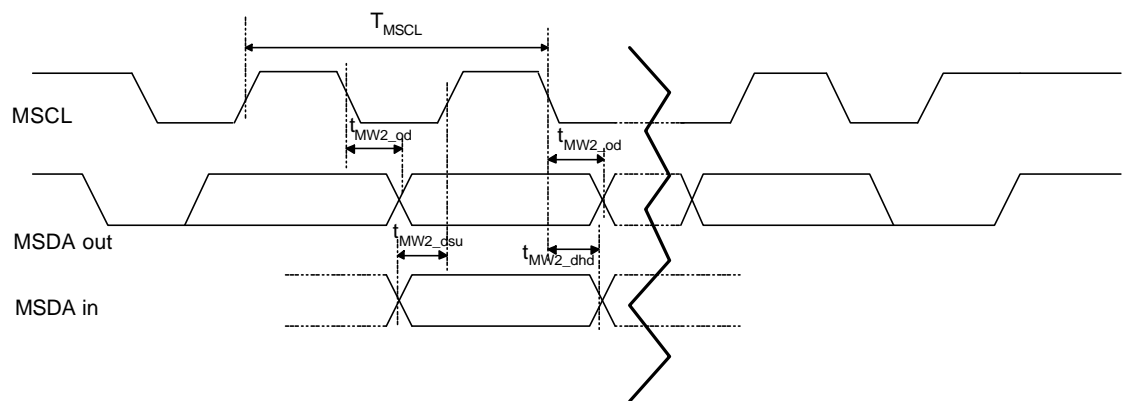 TMSCL
MSCL
tMW2_od
tMW2_od
MSDA out
tMW2_dsu
tMW2_dhd
MSDA in